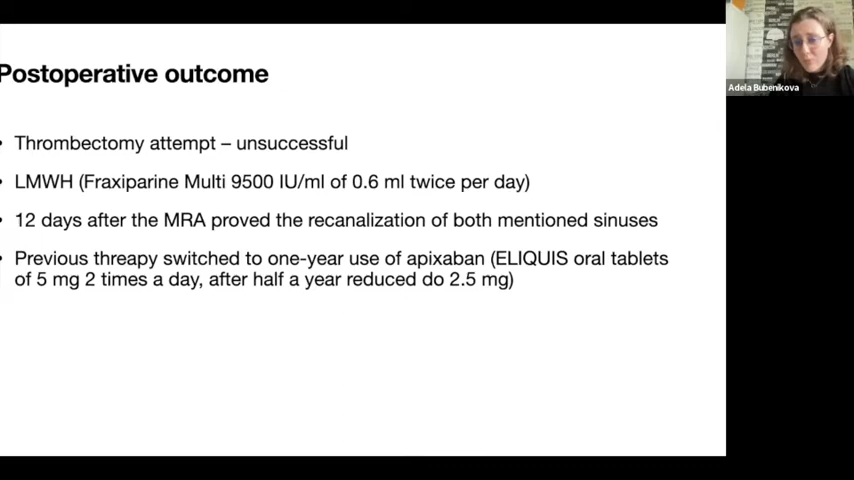 Postoperative outcome
Adela Bubenikova
• Thrombectomy attempt – unsuccessful
• LMWH (Fraxiparine Multi 9500 IU/ml of 0.6 ml twice per day)
• 12 days after the MRA proved the recanalization of both mentioned sinuses
• Previous threapy switched to one-year use of apixaban (ELIQUIS oral tablets
of 5 mg 2 times a day, after half a year reduced do 2.5 mg)